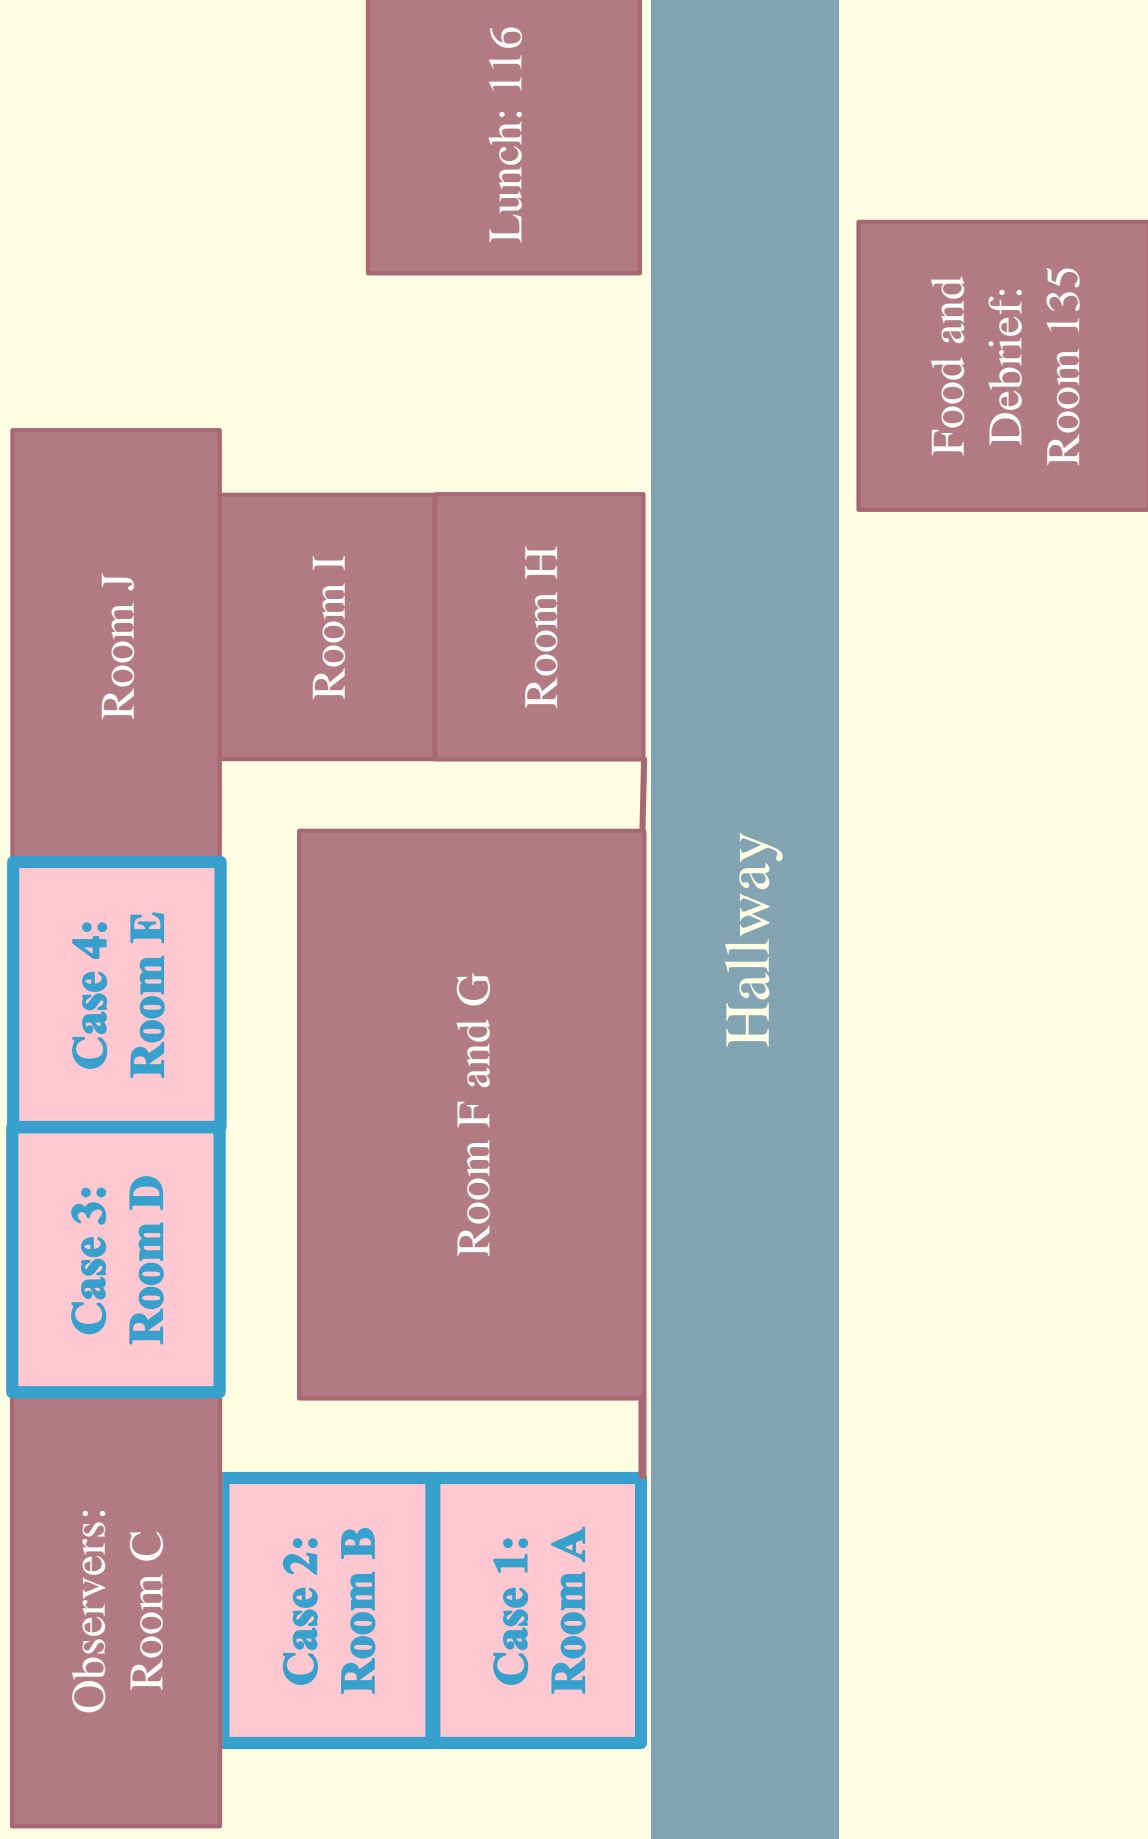 Observers:
Room C
Case 3:
Room D
Case 4:
Room E
Room J
Case 2:
Room B
Room I
Case 1:
Room A
Room F and G
Room H
Lunch: 116
Hallway
Food and
Debrief:
Room 135